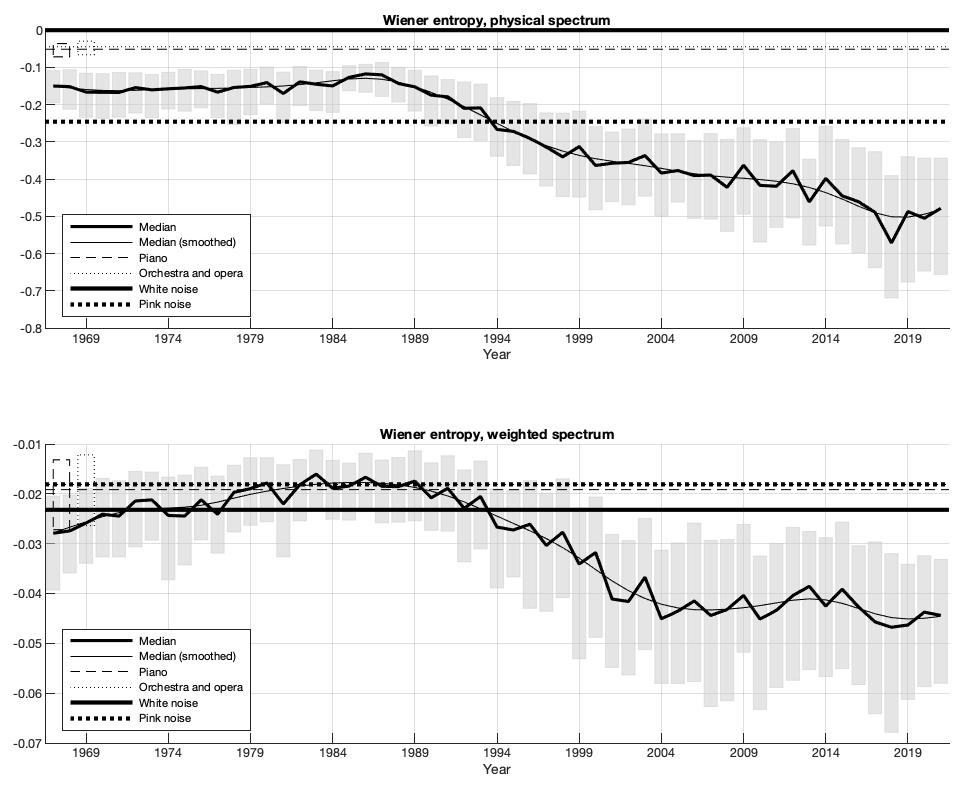 Wiener entropy, physical spectrum
0
-0.1
-0.2
-0.3
-0.4
-0.5
-0.6
-0.7
-0.8
Median
Median (smoothed)
Piano
Orchestra and opera
White noise
Pink noise
1969 1974 1979 1984 1989 1994 1999 2004 2009 2014 2019
Year
Wiener entropy, weighted spectrum
-0.01
-0.02
-0.03
-0.04
-0.05
-0.06
-0.07
Median
Median (smoothed)
Piano
Orchestra and opera
White noise
Pink noise
1969 1974 1979 1984 1989 1994 1999 2004 2009 2014 2019
Year